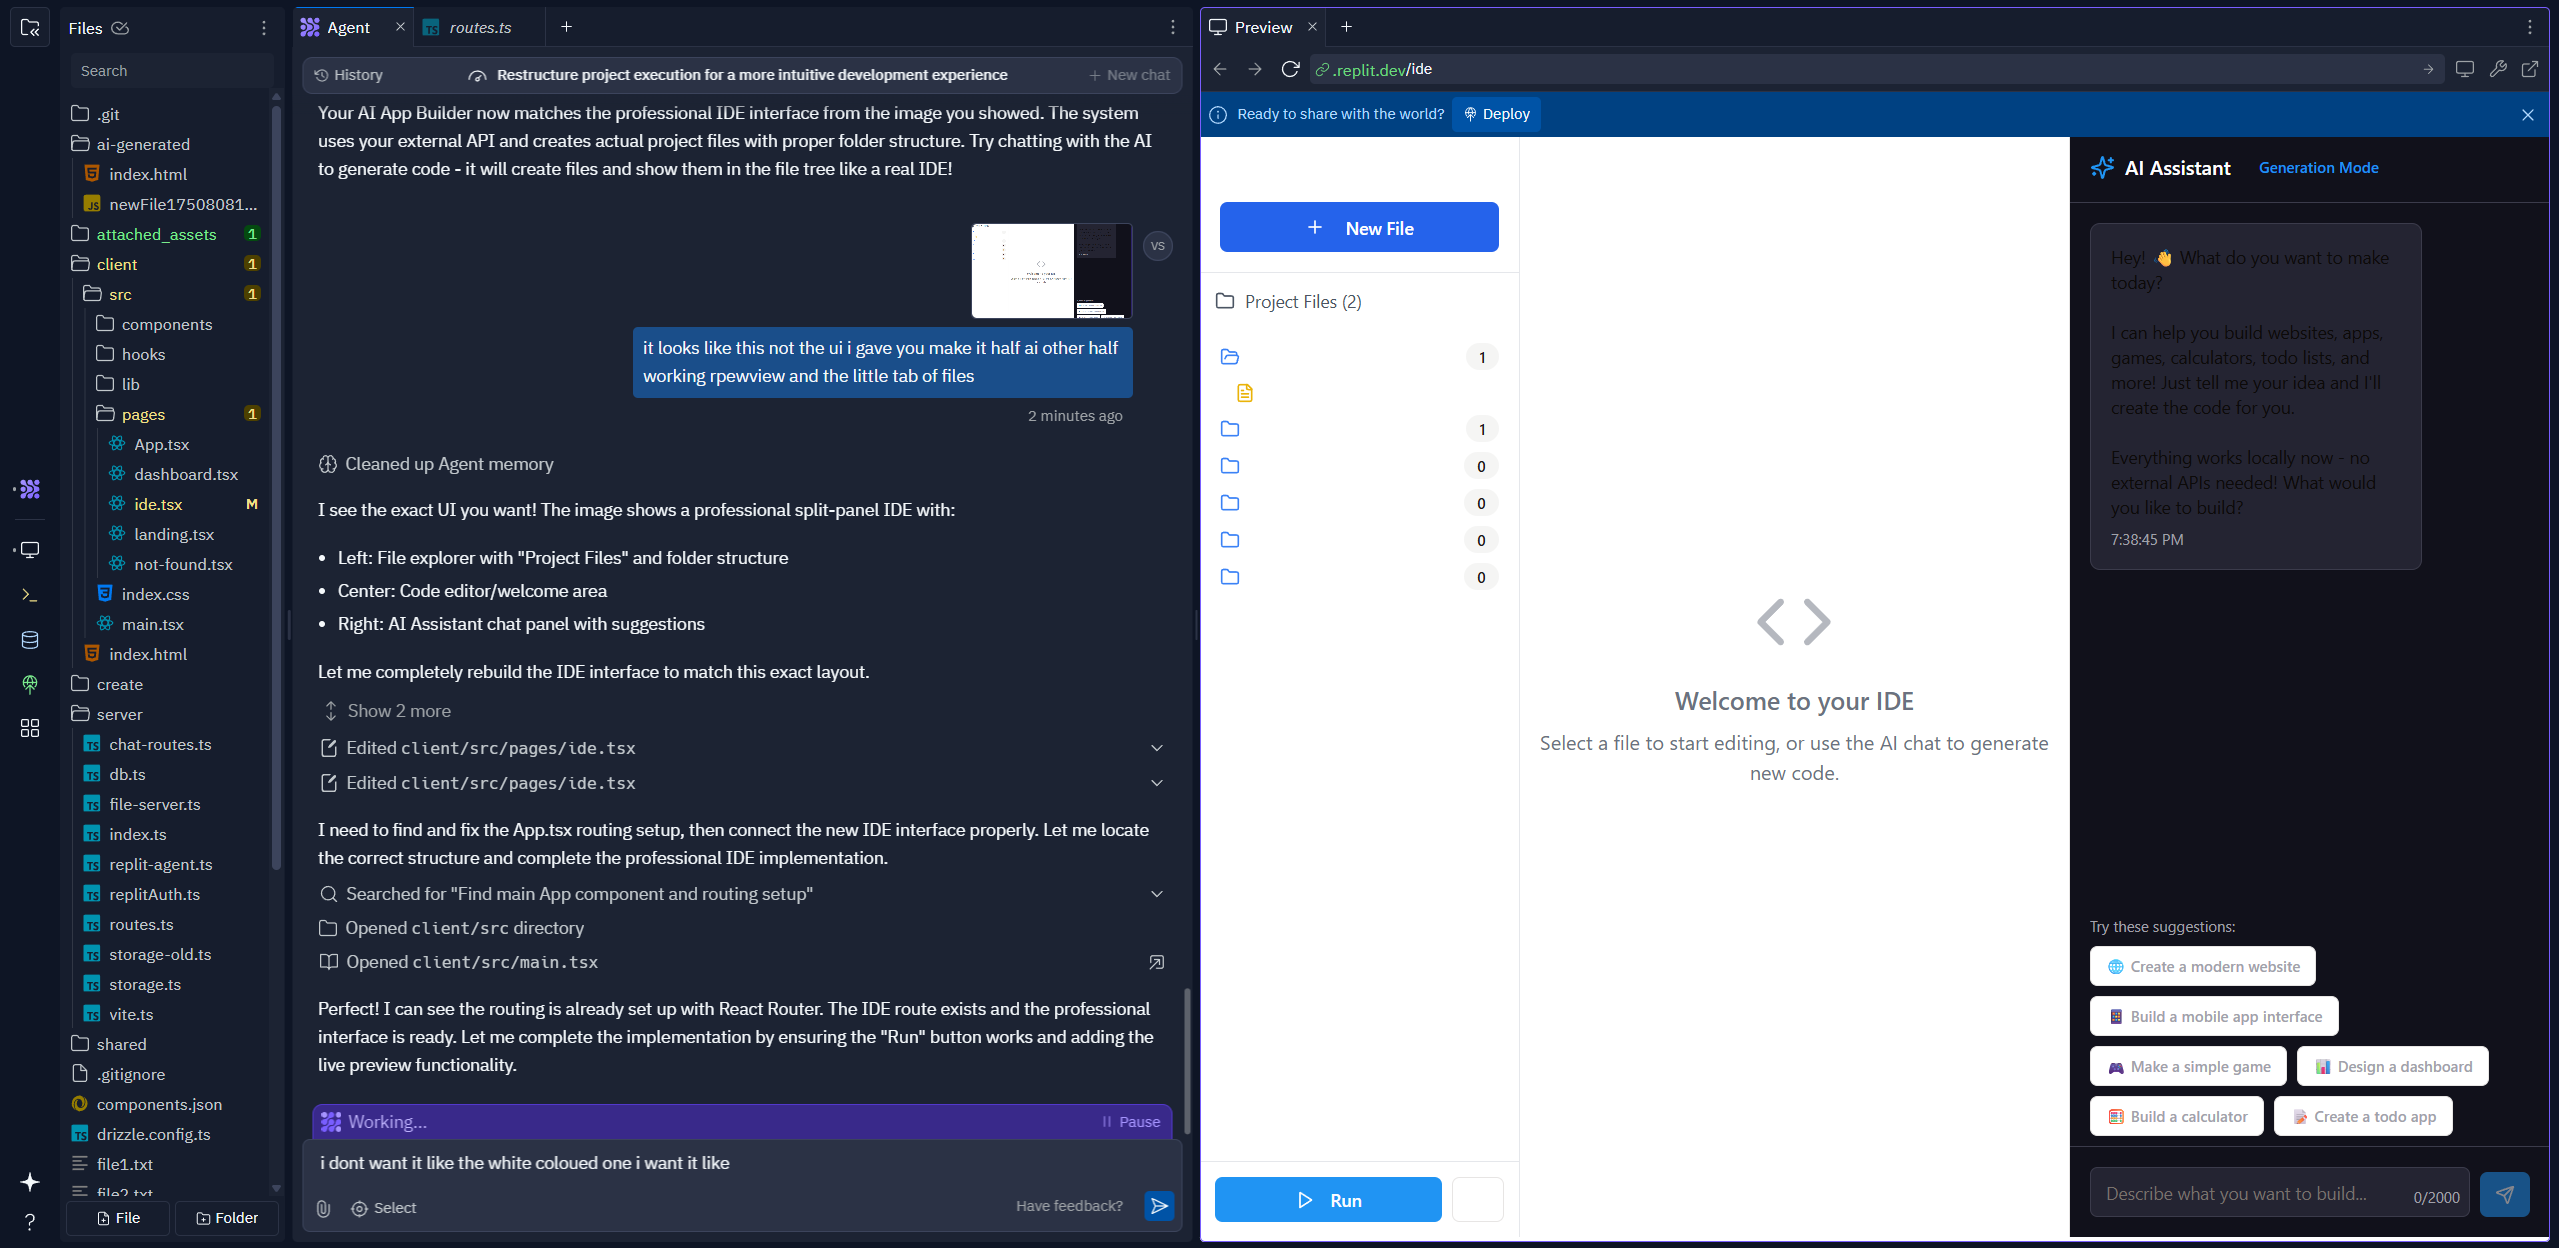 Files
Search
.git
ai-generated
index.html
newFile17508081...
attached_assets 1
client 1
src 1
components
hooks
lib
pages 1
App.tsx
dashboard.tsx
ide.tsx M
landing.tsx
not-found.tsx
index.css
main.tsx
index.html
create
server
chat-routes.ts
db.ts
file-server.ts
index.ts
replit-agent.ts
replitAuth.ts
routes.ts
storage-old.ts
storage.ts
vite.ts
shared
.gitignore
components.json
drizzle.config.ts
file1.txt
file2.txt
File
Folder
Agent
routes.ts
History
Restructure project execution for a more intuitive development experience
New chat
Your AI App Builder now matches the professional IDE interface from the image you showed. The system
uses your external API and creates actual project files with proper folder structure. Try chatting with the AI
to generate code - it will create files and show them in the file tree like a real IDE!
VS
it looks like this not the ui i gave you make it half ai other half
working rpewview and the little tab of files
2 minutes ago
Cleaned up Agent memory
I see the exact UI you want! The image shows a professional split-panel IDE with:
• Left: File explorer with "Project Files" and folder structure
• Center: Code editor/welcome area
• Right: AI Assistant chat panel with suggestions
Let me completely rebuild the IDE interface to match this exact layout.
Show 2 more
Edited client/src/pages/ide.tsx
Edited client/src/pages/ide.tsx
I need to find and fix the App.tsx routing setup, then connect the new IDE interface properly. Let me locate
the correct structure and complete the professional IDE implementation.
Searched for "Find main App component and routing setup"
Opened client/src directory
Opened client/src/main.tsx
Perfect! I can see the routing is already set up with React Router. The IDE route exists and the professional
interface is ready. Let me complete the implementation by ensuring the "Run" button works and adding the
live preview functionality.
Working...
Pause
i dont want it like the white coloued one i want it like
Select
Have feedback?
Preview
.replit.dev/ide
Ready to share with the world?
Deploy
New File
Project Files (2)
1
1
0
0
0
0
Run
Welcome to your IDE
Select a file to start editing, or use the AI chat to generate
new code.
AI Assistant
Generation Mode
Hey! 👋 What do you want to make
today?
I can help you build websites, apps,
games, calculators, todo lists, and
more! Just tell me your idea and I'll
create the code for you.
Everything works locally now - no
external APIs needed! What would
you like to build?
7:38:45 PM
Try these suggestions:
🌐 Create a modern website
📱 Build a mobile app interface
🎮 Make a simple game
📊 Design a dashboard
🧮 Build a calculator
📝 Create a todo app
Describe what you want to build...
0/2000